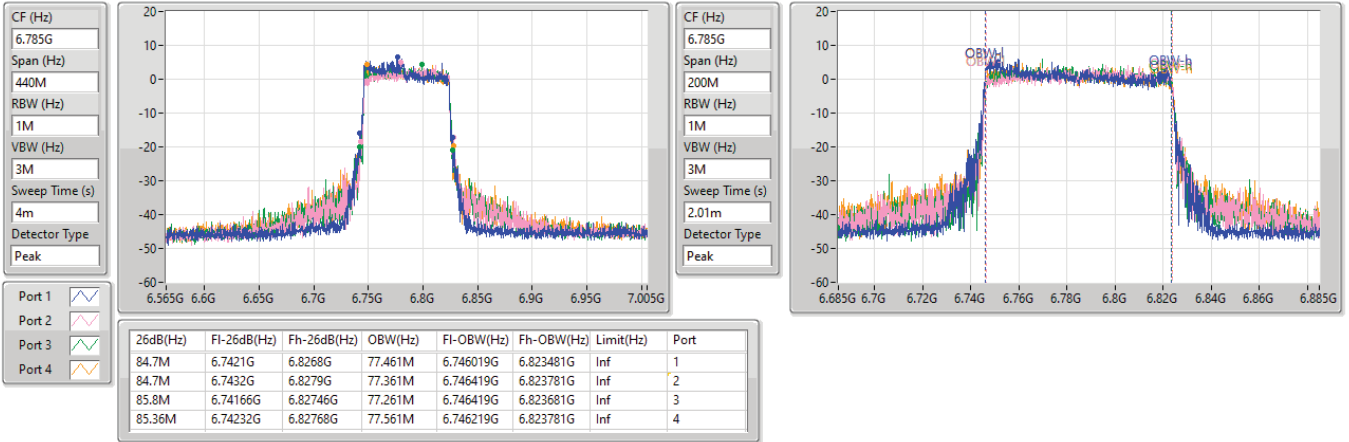 CF (Hz)
6.785G
Span (Hz)
440M
RBW (Hz)
1M
VBW (Hz)
3M
Sweep Time (s)
4m
Detector Type
Peak
20
10
0
-10
-20
-30
-40
-50
-60
6.565G 6.6G 6.65G 6.7G 6.75G 6.8G 6.85G 6.9G 6.95G 7.005G
CF (Hz)
6.785G
Span (Hz)
200M
RBW (Hz)
1M
VBW (Hz)
3M
Sweep Time (s)
2.01m
Detector Type
Peak
20
10
0
-10
-20
-30
-40
-50
-60
OBW-l
OBW-h
6.685G 6.7G 6.72G 6.74G 6.76G 6.78G 6.8G 6.82G 6.84G 6.86G 6.885G
Port 1
Port 2
Port 3
Port 4
26dB(Hz) Fl-26dB(Hz) Fh-26dB(Hz) OBW(Hz) Fl-OBW(Hz) Fh-OBW(Hz) Limit(Hz) Port
84.7M 6.7421G 6.8268G 77.461M 6.746019G 6.823481G Inf 1
84.7M 6.7432G 6.8279G 77.361M 6.746419G 6.823781G Inf 2
85.8M 6.74166G 6.82746G 77.261M 6.746419G 6.823681G Inf 3
85.36M 6.74232G 6.82768G 77.561M 6.746219G 6.823781G Inf 4